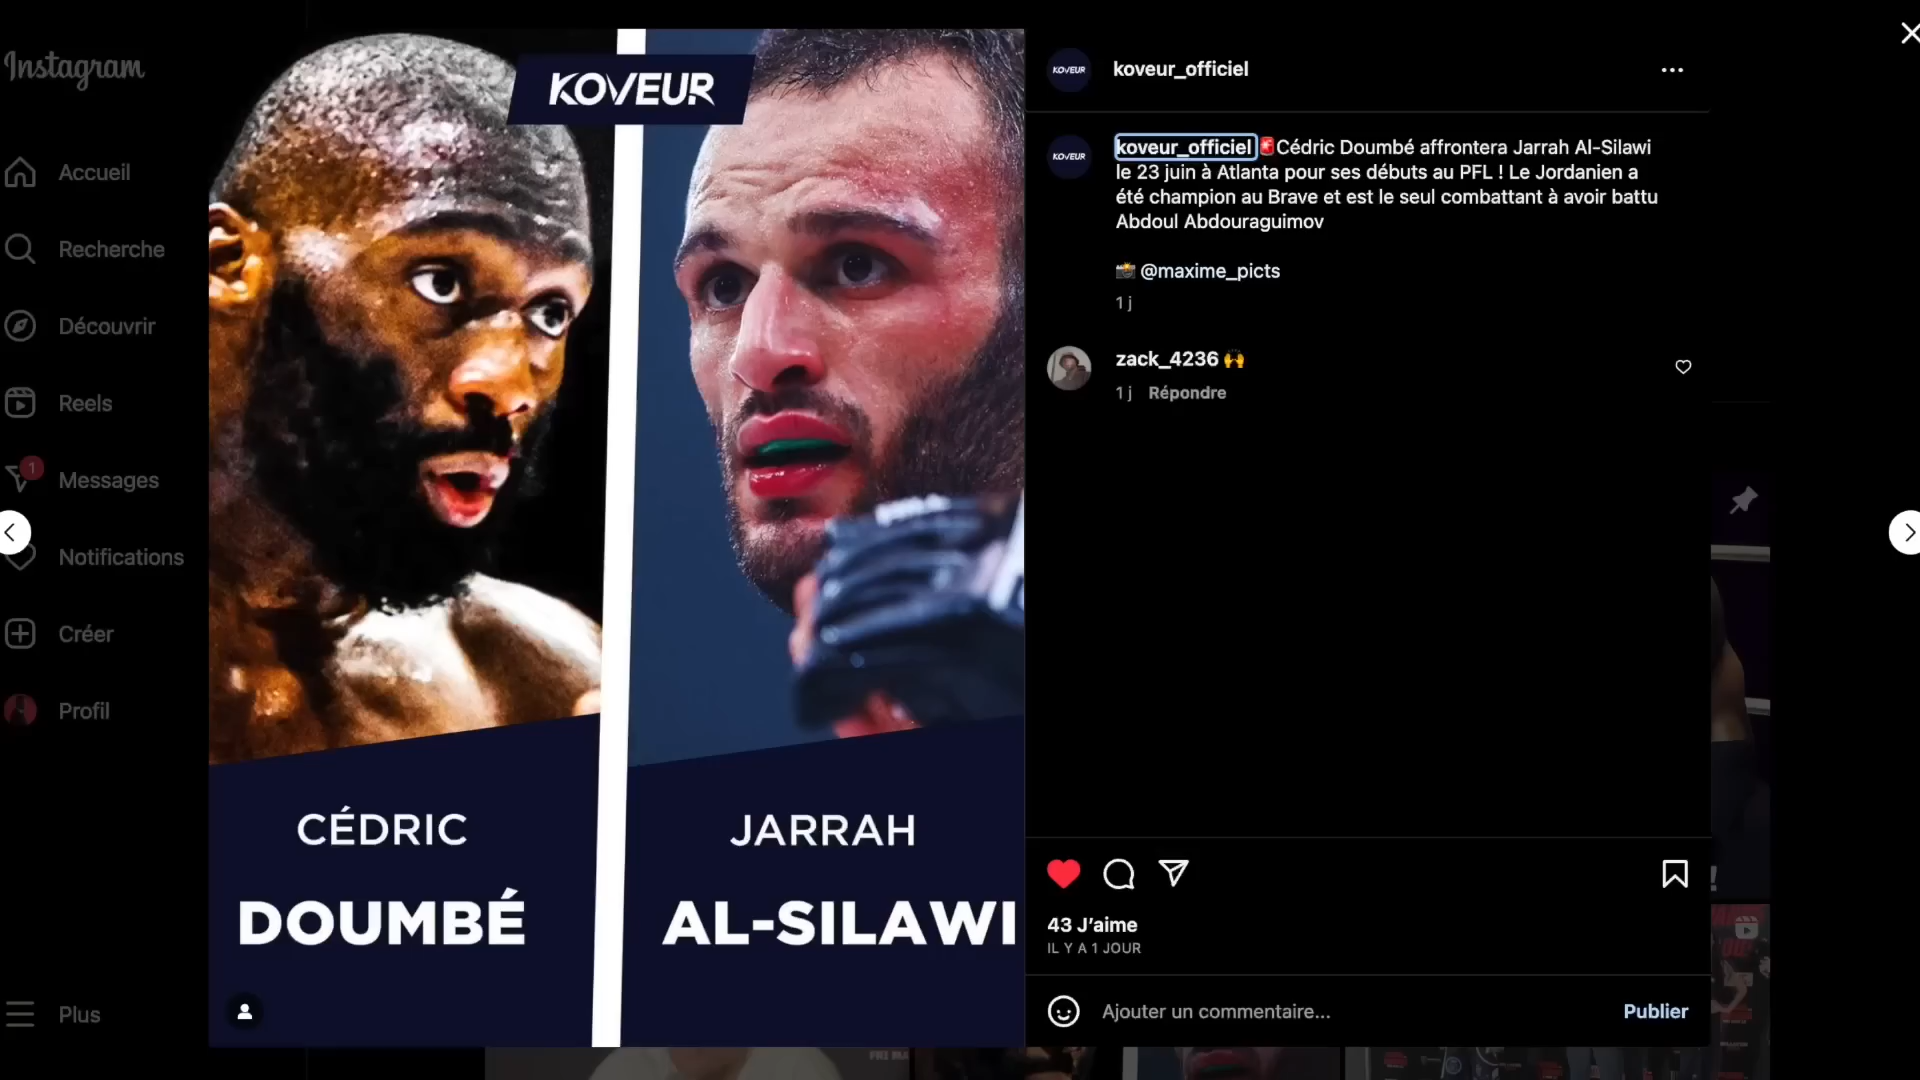 Instagram
Accueil
Recherche
Découvrir
Reels
1
Messages
Notifications
Créer
Profil
Plus
KOVEUR
CÉDRIC
DOUMBÉ
JARRAH
AL-SILAWI
KOVEUR
koveur_officiel
KOVEUR
koveur_officiel 🚨Cédric Doumbé affrontera Jarrah Al-Silawi
le 23 juin à Atlanta pour ses débuts au PFL ! Le Jordanien a
été champion au Brave et est le seul combattant à avoir battu
Abdoul Abdouraguimov
📸 @maxime_picts
1 j
zack_4236 🙌
1 j Répondre
43 J’aime
IL Y A 1 JOUR
Ajouter un commentaire...
Publier